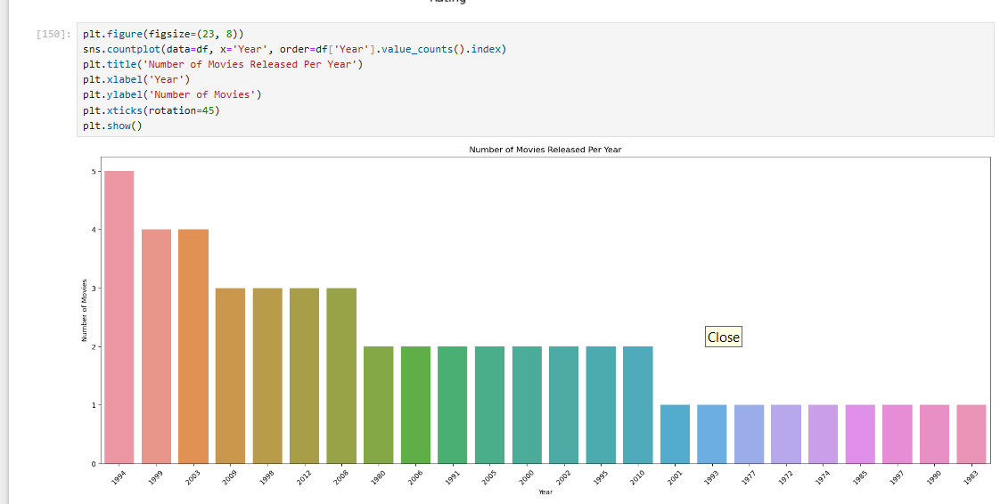 Rating
[150]:
plt.figure(figsize=(23, 8))
sns.countplot(data=df, x='Year', order=df['Year'].value_counts().index)
plt.title('Number of Movies Released Per Year')
plt.xlabel('Year')
plt.ylabel('Number of Movies')
plt.xticks(rotation=45)
plt.show()
Number of Movies Released Per Year
5
4
3
2
1
0
Number of Movies
Close
1994 1999 2003 2009 1998 2012 2008 1980 2006 1991 2005 2000 2002 1995 2010 2001 1993 1977 1972 1974 1985 1997 1990 1983
Year